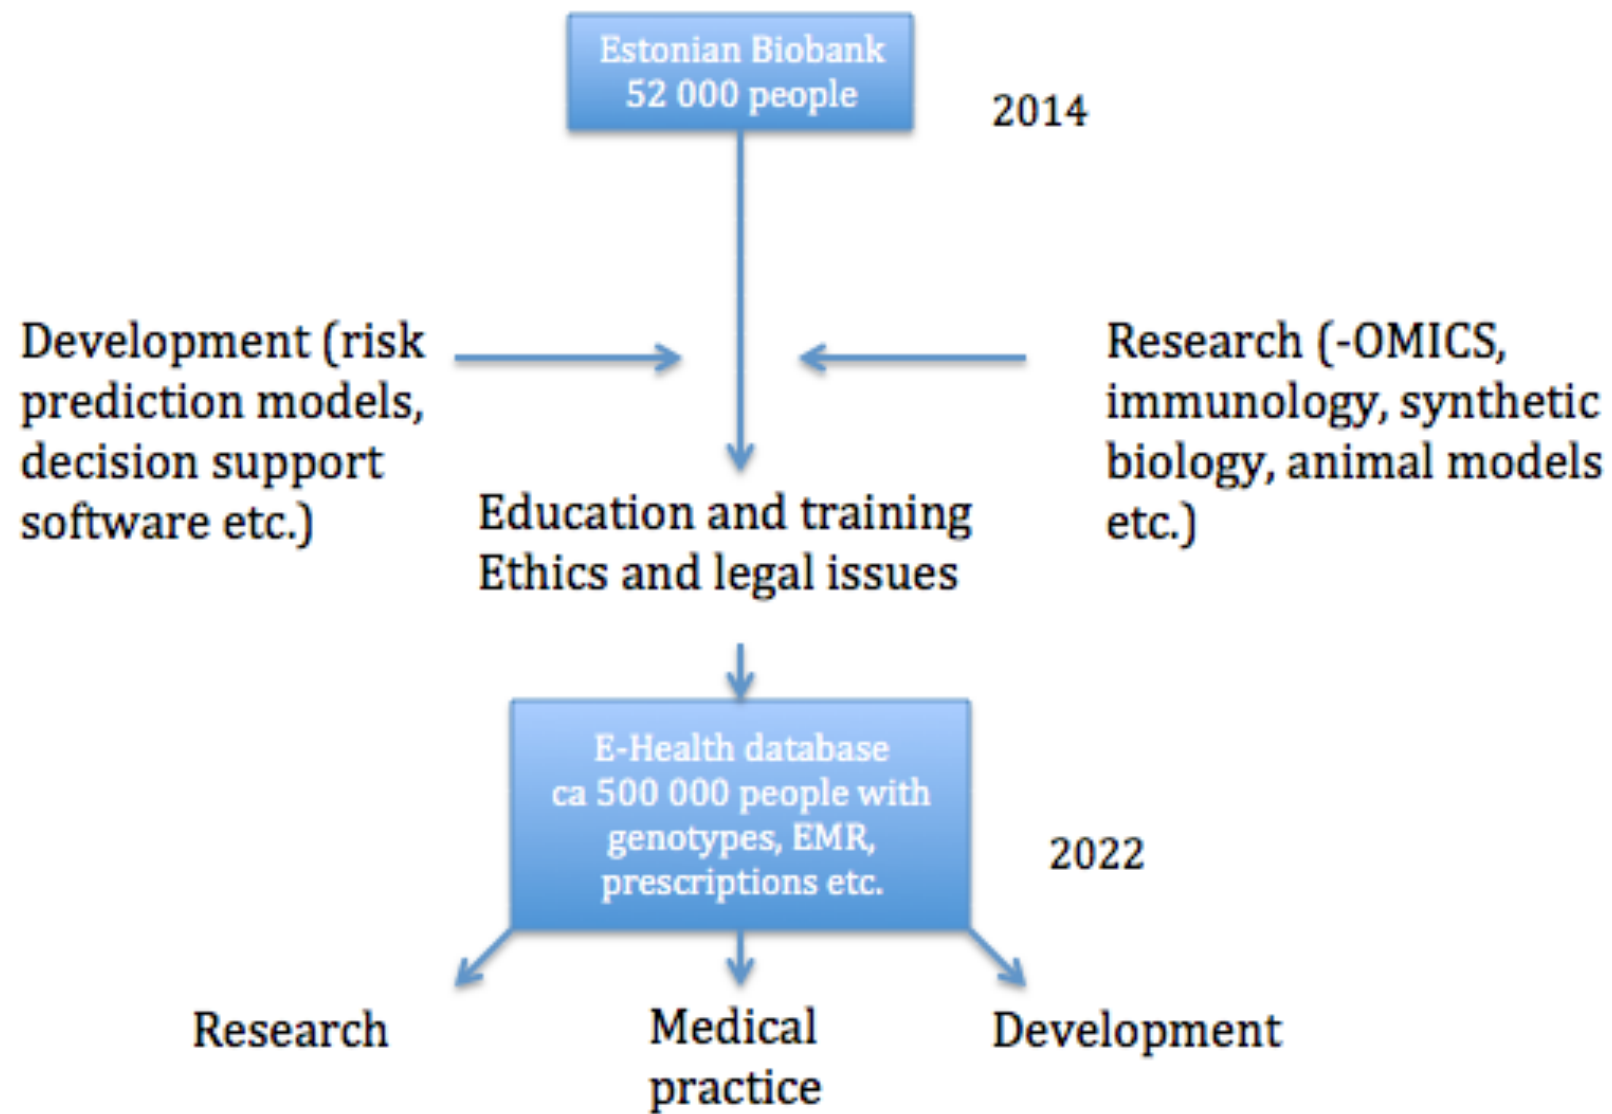 Estonian Biobank
52 000 people
2014
Development (risk
prediction models,
decision support
software etc.)
Research (-OMICS,
immunology, synthetic
biology, animal models
etc.)
Education and training
Ethics and legal issues
E-Health database
ca 500 000 people with
genotypes, EMR,
prescriptions etc.
2022
Research
Medical
practice
Development